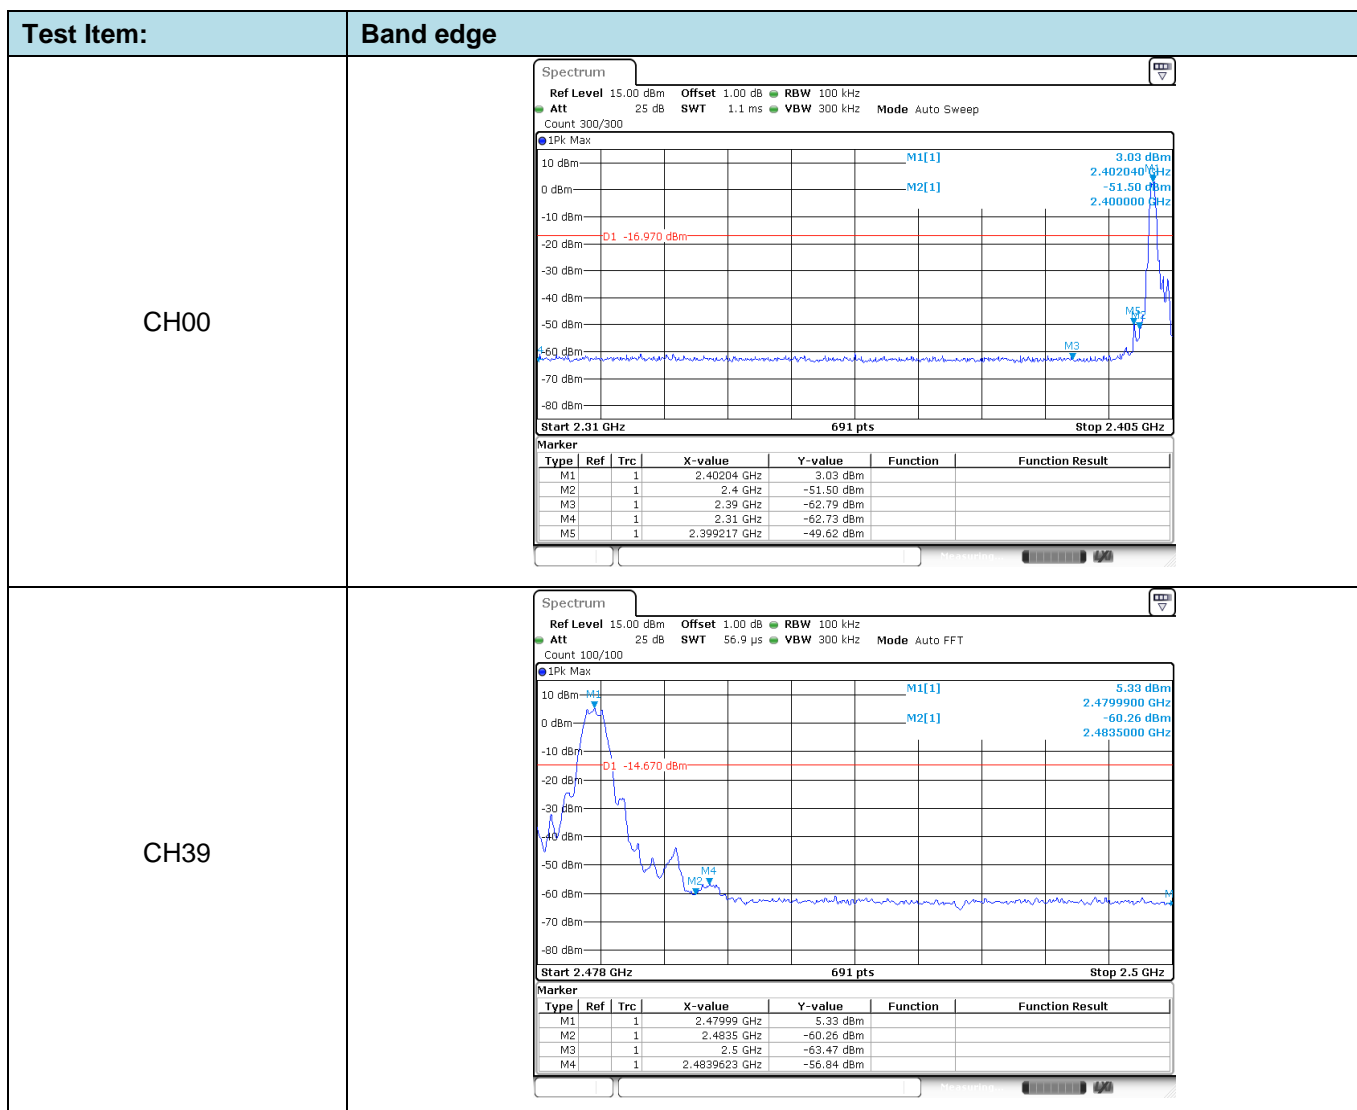 Test Item: Band edge
CH00
Spectrum
Ref Level 15.00 dBm Offset 1.00 dB RBW 100 kHz
Att 25 dB SWT 1.1 ms VBW 300 kHz Mode Auto Sweep
Count 300/300
1Pk Max
M1[1] 3.03 dBm
2.402040 GHz
M2[1] -51.50 dBm
2.400000 GHz
M1
10 dBm
0 dBm
-10 dBm
D1 -16.970 dBm
-20 dBm
-30 dBm
-40 dBm
-50 dBm
M5 M2
M3
-60 dBm
-70 dBm
-80 dBm
Start 2.31 GHz 691 pts Stop 2.405 GHz
Marker
Type Ref Trc X-value Y-value Function Function Result
M1 1 2.40204 GHz 3.03 dBm
M2 1 2.4 GHz -51.50 dBm
M3 1 2.39 GHz -62.79 dBm
M4 1 2.31 GHz -62.73 dBm
M5 1 2.399217 GHz -49.62 dBm
Measuring...
CH39
Spectrum
Ref Level 15.00 dBm Offset 1.00 dB RBW 100 kHz
Att 25 dB SWT 56.9 µs VBW 300 kHz Mode Auto FFT
Count 100/100
1Pk Max
M1[1] 5.33 dBm
2.4799900 GHz
M2[1] -60.26 dBm
2.4835000 GHz
M1
10 dBm
0 dBm
-10 dBm
D1 -14.670 dBm
-20 dBm
-30 dBm
-40 dBm
-50 dBm
M4
M2
-60 dBm
-70 dBm
-80 dBm
Start 2.478 GHz 691 pts Stop 2.5 GHz
Marker
Type Ref Trc X-value Y-value Function Function Result
M1 1 2.47999 GHz 5.33 dBm
M2 1 2.4835 GHz -60.26 dBm
M3 1 2.5 GHz -63.47 dBm
M4 1 2.4839623 GHz -56.84 dBm
Measuring...